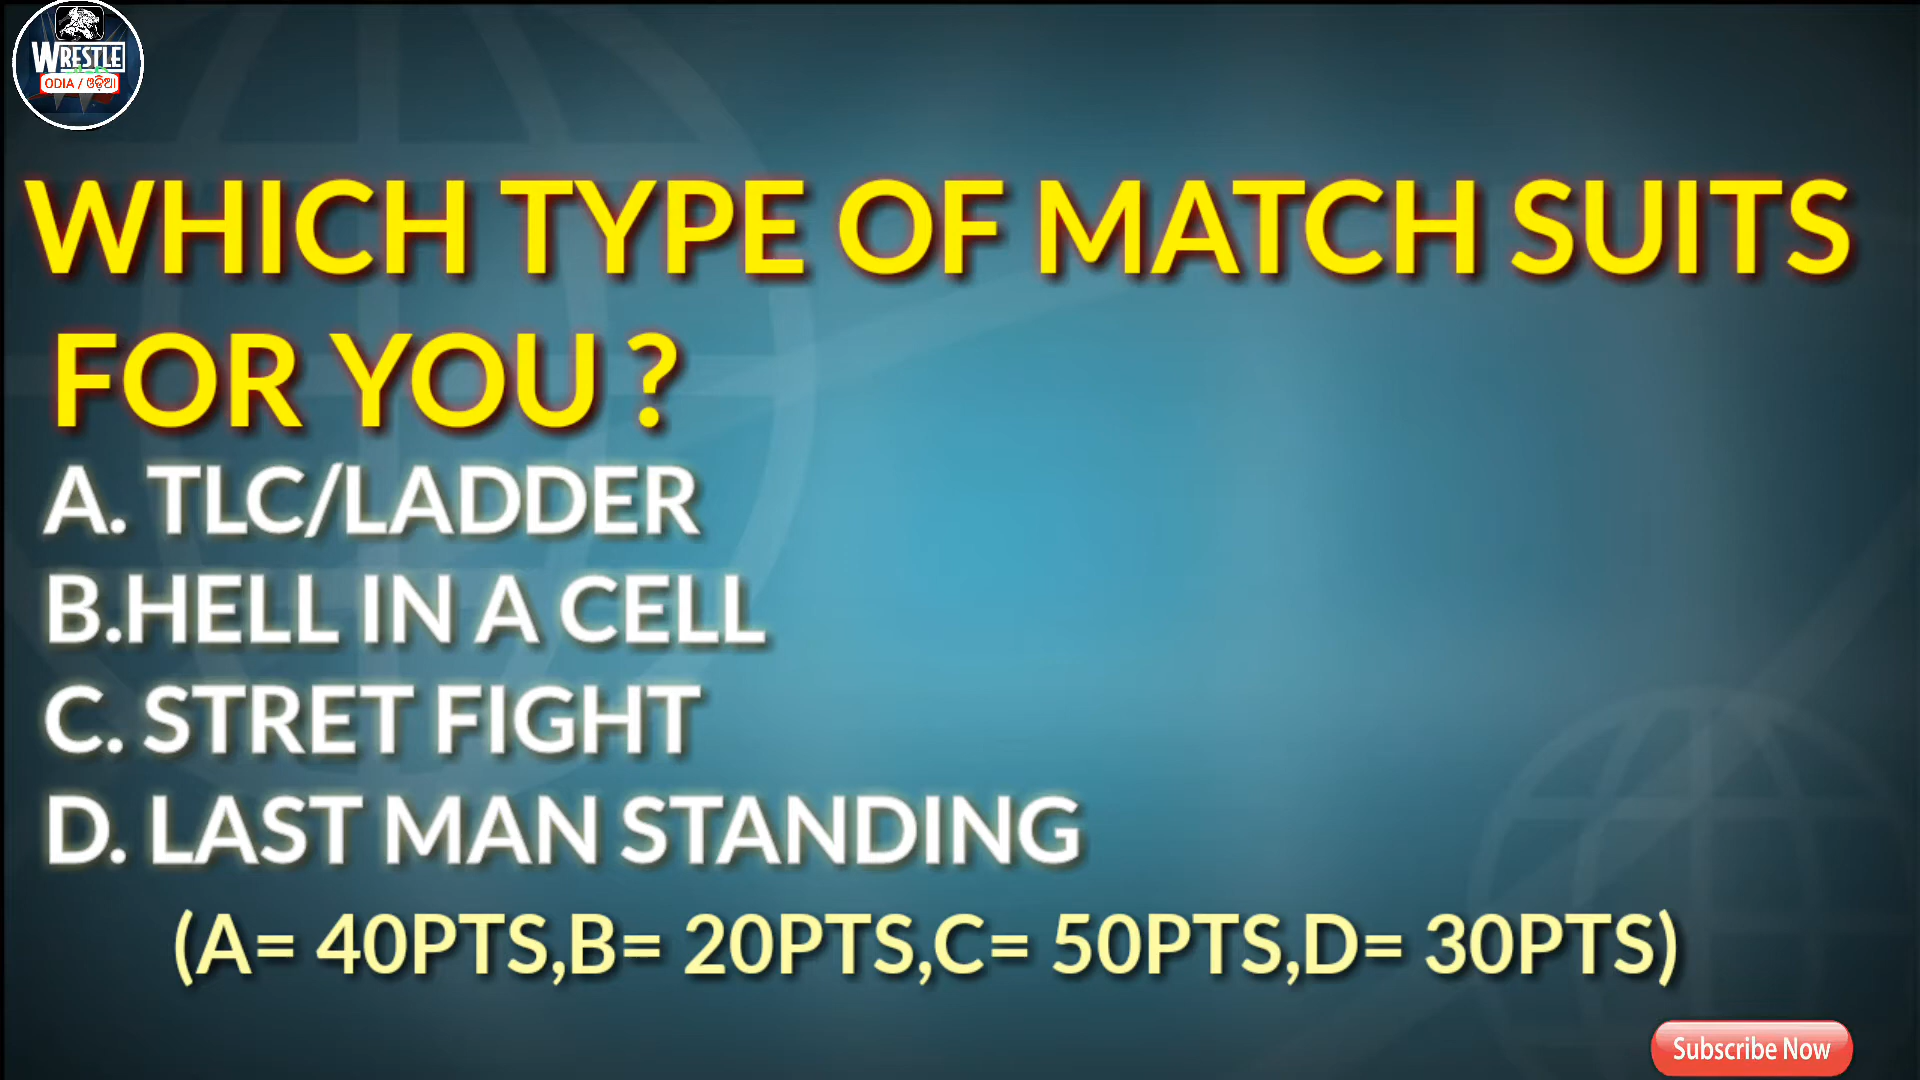 WRESTLE
ODIA / ଓଡ଼ିଆ
WHICH TYPE OF MATCH SUITS
FOR YOU ?
A. TLC/LADDER
B.HELL IN A CELL
C. STRET FIGHT
D. LAST MAN STANDING
(A= 40PTS,B= 20PTS,C= 50PTS,D= 30PTS)
Subscribe Now